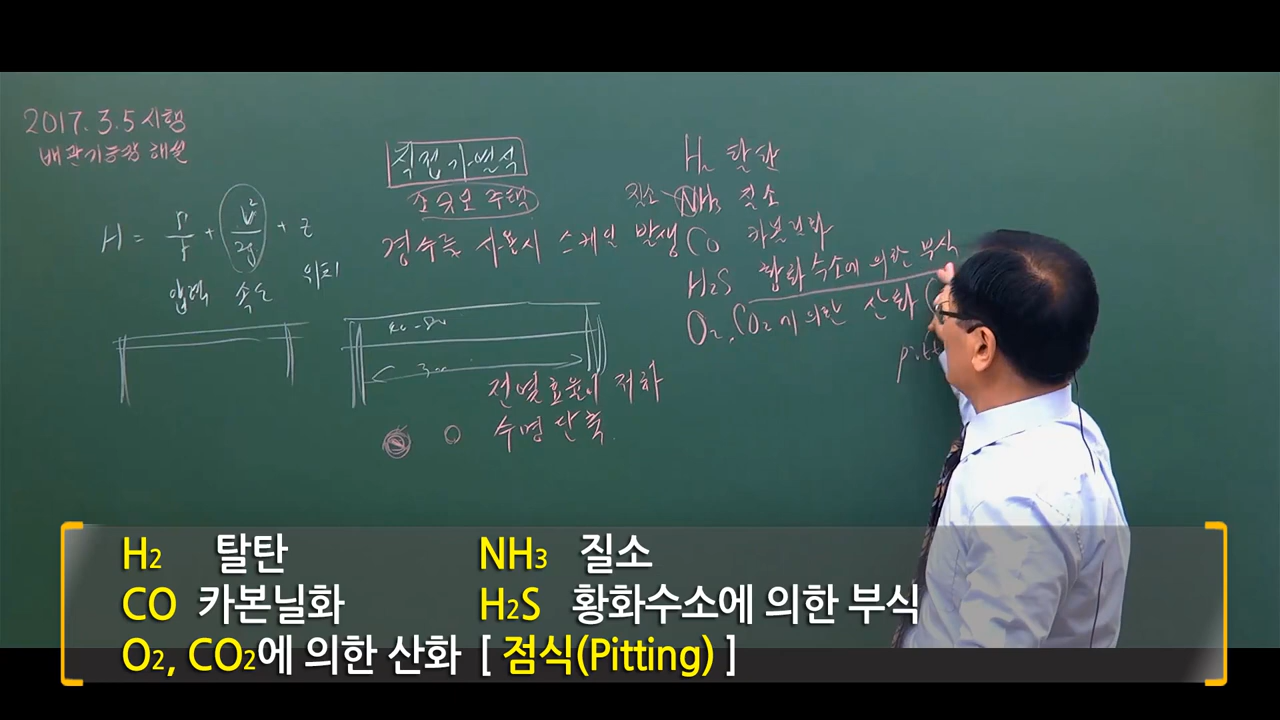 2017. 3. 5 시행
배관기능장 해설
H = P/r + V²/2g + Z
압력 속도 위치
직접가열식
소규모 주택
경수를 사용시 스케일 발생
전열효율이 저하
수명 단축.
H₂ 탈탄
질소 NH₃ 질소
CO 카본닐화
H₂S 황화수소에 의한 부식
O₂, CO₂에 의한 산화 (
pitt
H₂ 탈탄 NH₃ 질소
CO 카본닐화 H₂S 황화수소에 의한 부식
O₂, CO₂에 의한 산화 [ 점식(Pitting) ]